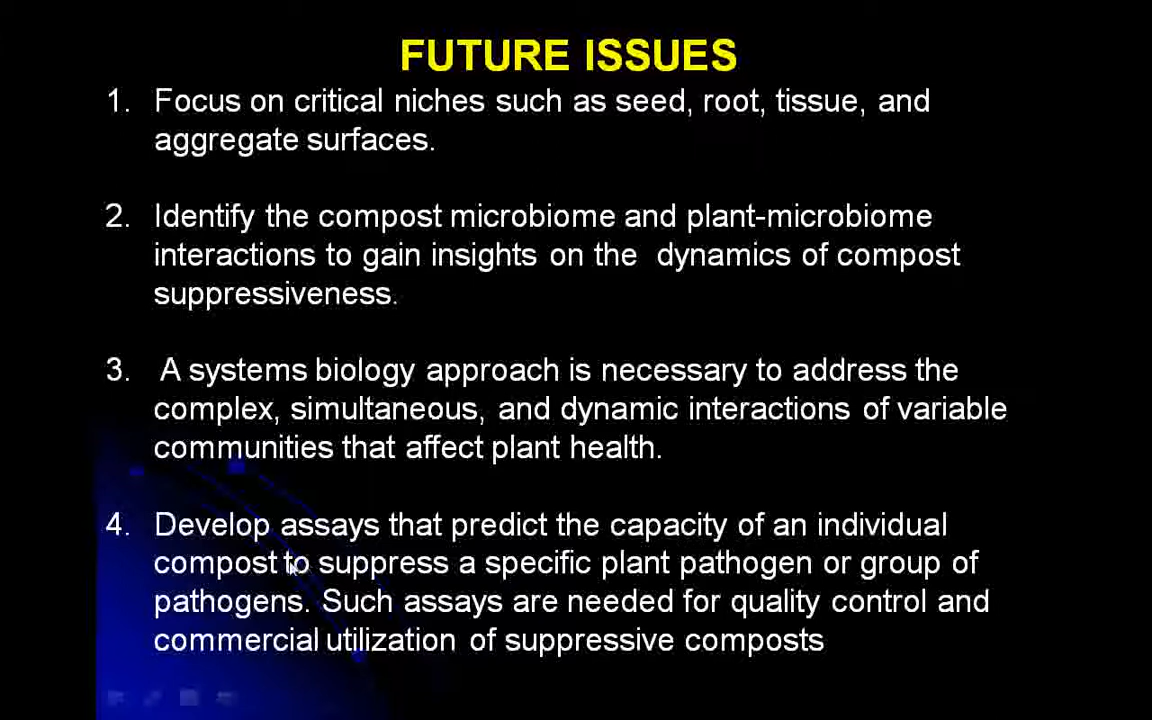 FUTURE ISSUES
1. Focus on critical niches such as seed, root, tissue, and
aggregate surfaces.
2. Identify the compost microbiome and plant-microbiome
interactions to gain insights on the dynamics of compost
suppressiveness.
3. A systems biology approach is necessary to address the
complex, simultaneous, and dynamic interactions of variable
communities that affect plant health.
4. Develop assays that predict the capacity of an individual
compost to suppress a specific plant pathogen or group of
pathogens. Such assays are needed for quality control and
commercial utilization of suppressive composts